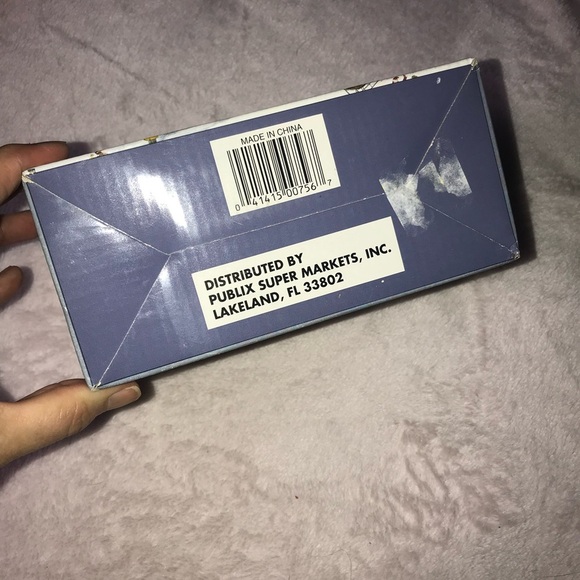 MADE IN CHINA
0 41415 00756 7
DISTRIBUTED BY
PUBLIX SUPER MARKETS, INC.
LAKELAND, FL 33802